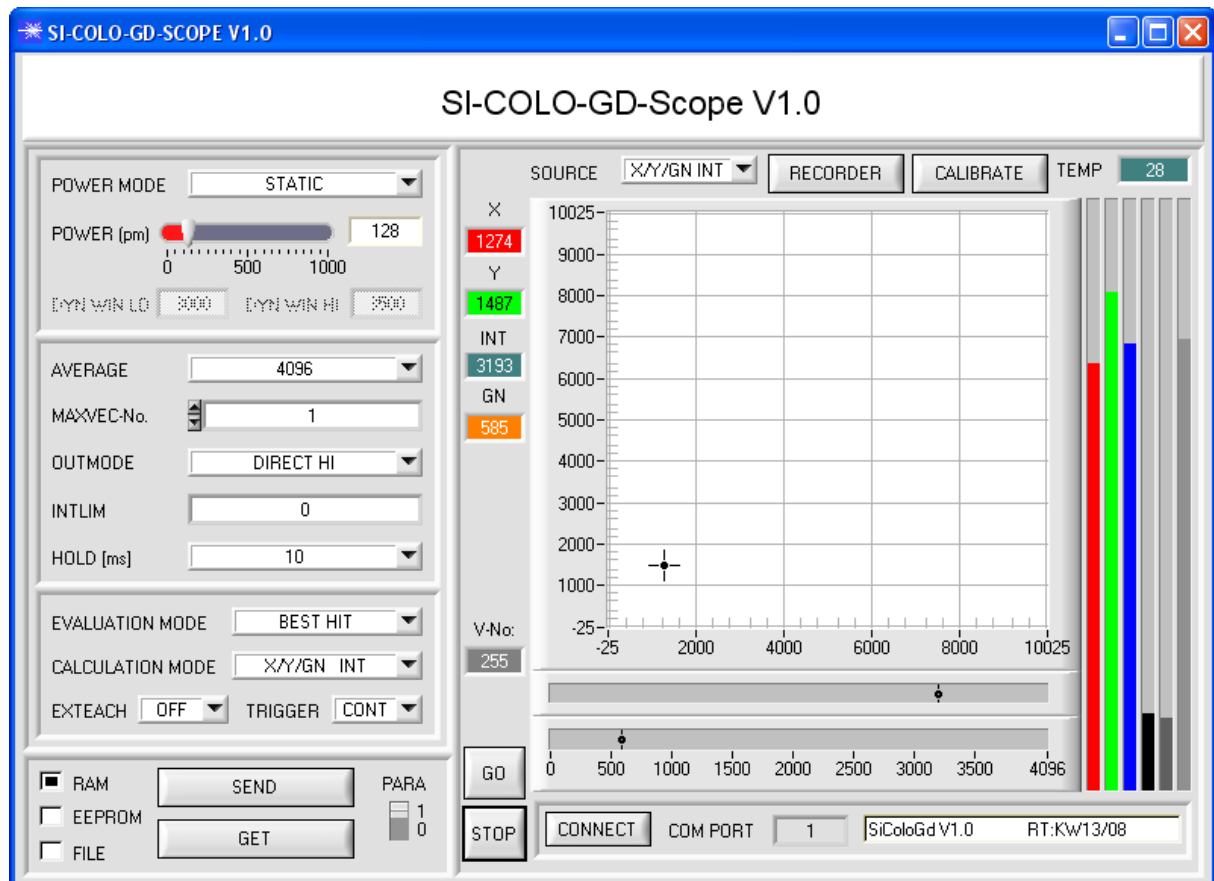 SI-COLO-GD-SCOPE V1.0
SI-COLO-GD-Scope V1.0
POWER MODE STATIC
POWER (pm) 128
0 500 1000
DYN WIN LO 3000 DYN WIN HI 3500
AVERAGE 4096
MAXVEC-No. 1
OUTMODE DIRECT HI
INTLIM 0
HOLD [ms] 10
EVALUATION MODE BEST HIT
CALCULATION MODE X/Y/GN INT
EXTEACH OFF TRIGGER CONT
RAM
EEPROM
FILE
SEND
GET
PARA
1
0
SOURCE X/Y/GN INT RECORDER CALIBRATE TEMP 28
X
1274
Y
1487
INT
3193
GN
585
V-No:
255
GO
STOP
10025
9000
8000
7000
6000
5000
4000
3000
2000
1000
-25
-25 2000 4000 6000 8000 10025
0 500 1000 1500 2000 2500 3000 3500 4096
CONNECT COM PORT 1 SiColoGd V1.0 RT:KW13/08